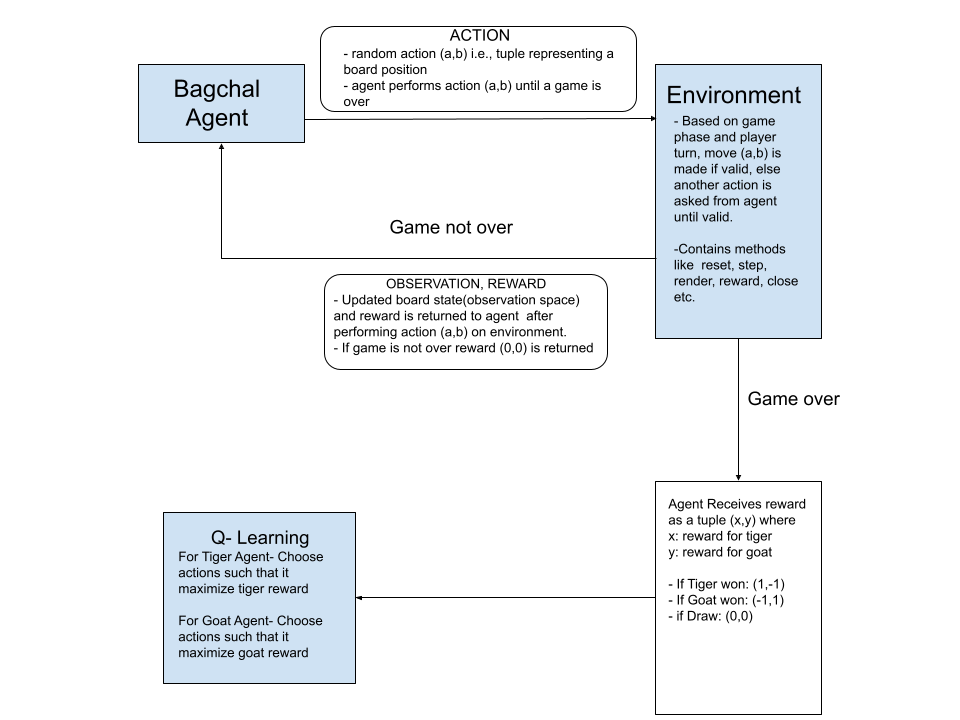 ACTION
- random action (a,b) i.e., tuple representing a
board position
- agent performs action (a,b) until a game is
over
Bagchal
Agent
Environment
- Based on game
phase and player
turn, move (a,b) is
made if valid, else
another action is
asked from agent
until valid.
-Contains methods
like reset, step,
render, reward, close
etc.
Game not over
OBSERVATION, REWARD
- Updated board state(observation space)
and reward is returned to agent after
performing action (a,b) on environment.
- If game is not over reward (0,0) is returned
Game over
Agent Receives reward
as a tuple (x,y) where
x: reward for tiger
y: reward for goat
- If Tiger won: (1,-1)
- If Goat won: (-1,1)
- if Draw: (0,0)
Q- Learning
For Tiger Agent- Choose
actions such that it
maximize tiger reward
For Goat Agent- Choose
actions such that it
maximize goat reward